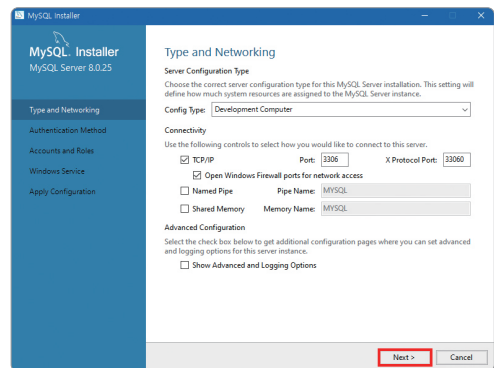 MySQL Installer
MySQL. Installer
MySQL Server 8.0.25
Type and Networking
Authentication Method
Accounts and Roles
Windows Service
Apply Configuration
Type and Networking
Server Configuration Type
Choose the correct server configuration type for this MySQL Server installation. This setting will
define how much system resources are assigned to the MySQL Server instance.
Config Type: Development Computer
Connectivity
Use the following controls to select how you would like to connect to this server.
TCP/IP Port: 3306 X Protocol Port: 33060
Open Windows Firewall ports for network access
Named Pipe Pipe Name: MYSQL
Shared Memory Memory Name: MYSQL
Advanced Configuration
Select the check box below to get additional configuration pages where you can set advanced
and logging options for this server instance.
Show Advanced and Logging Options
Next > Cancel